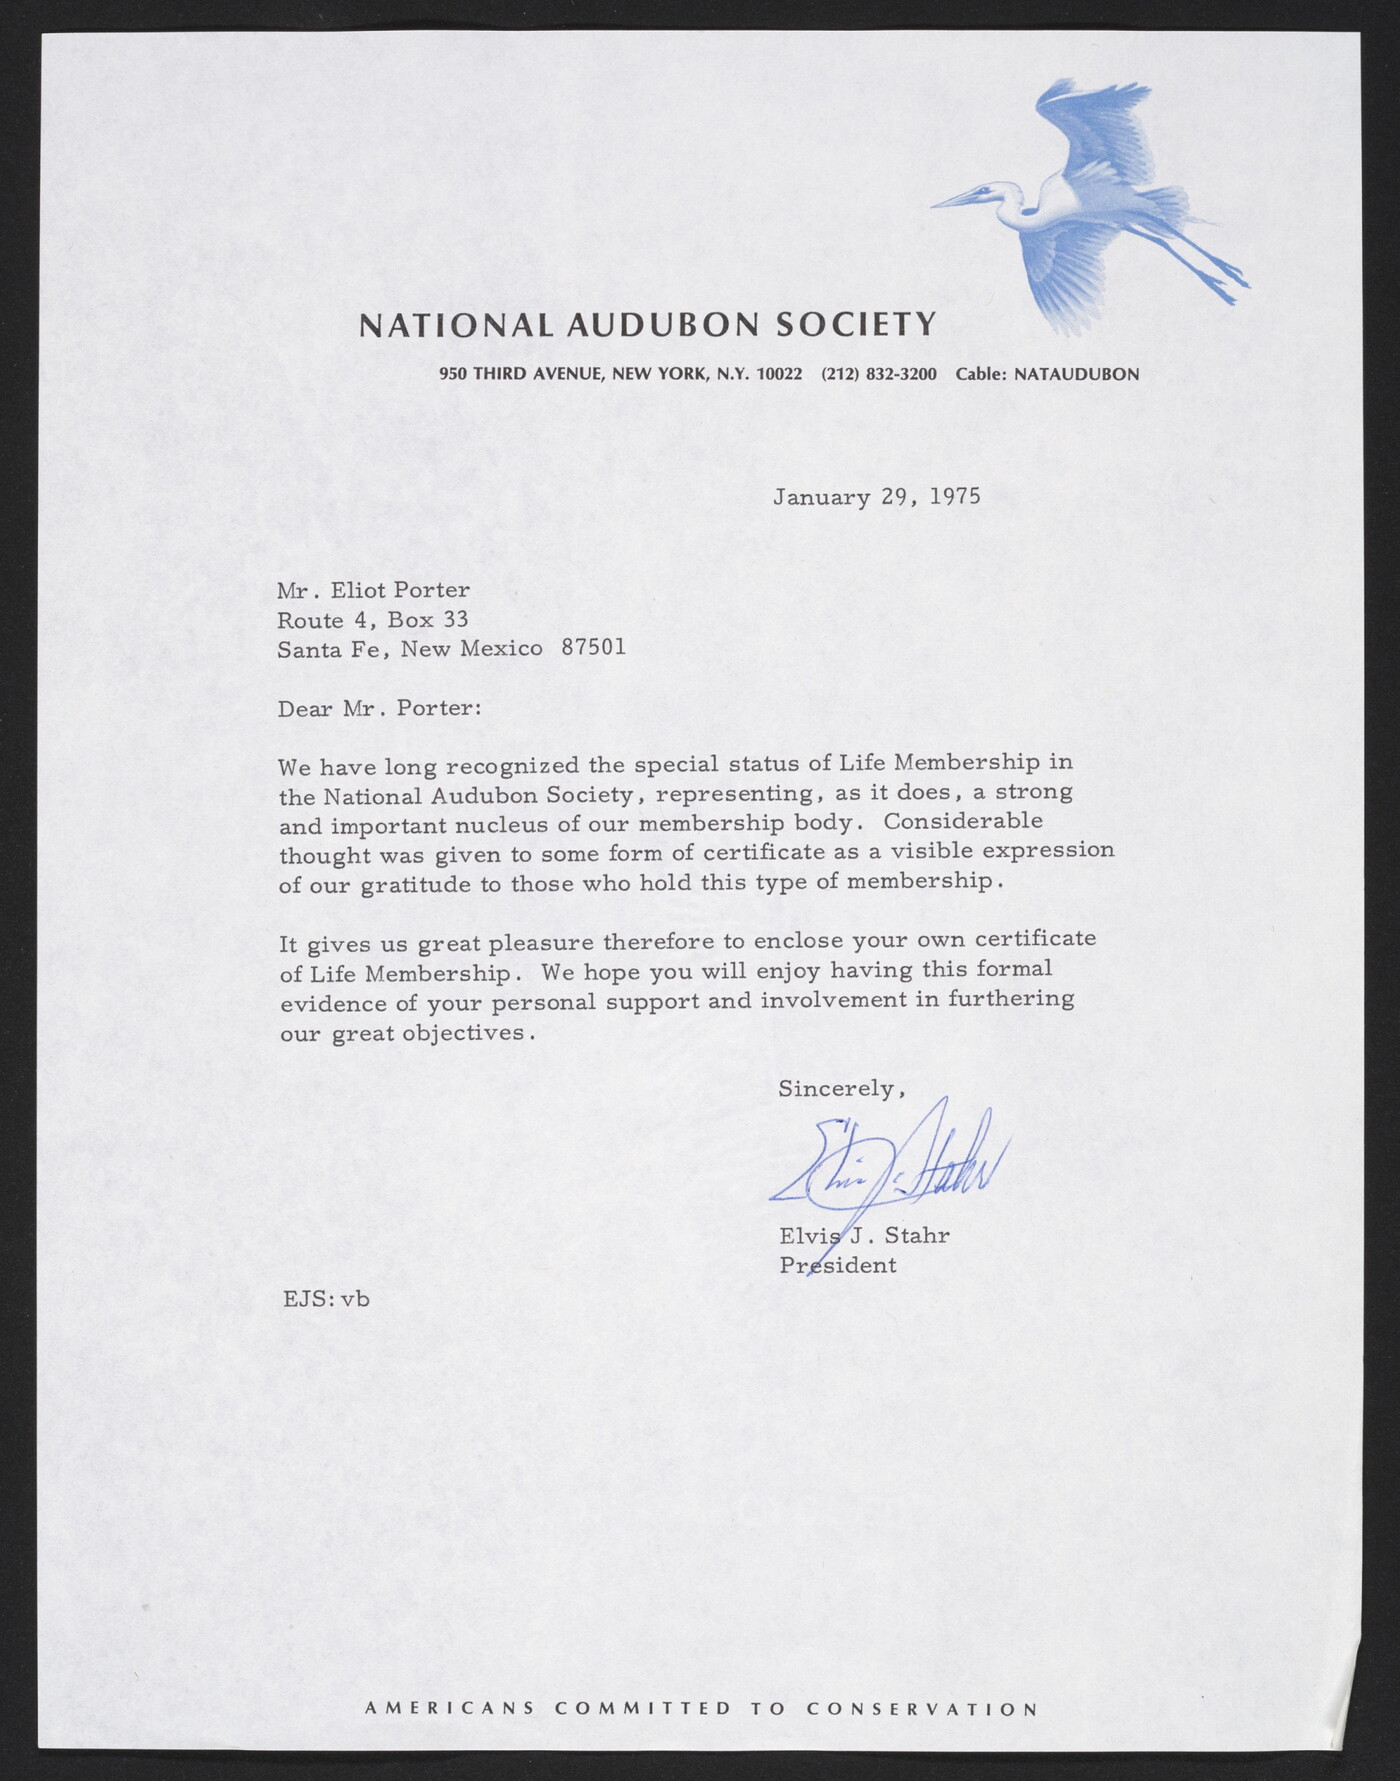 NATIONAL AUDUBON SOCIETY
950 THIRD AVENUE, NEW YORK, N.Y. 10022 (212) 832-3200 Cable: NATAUDUBON
January 29, 1975
Mr. Eliot Porter
Route 4, Box 33
Santa Fe, New Mexico 87501
Dear Mr. Porter:
We have long recognized the special status of Life Membership in
the National Audubon Society, representing, as it does, a strong
and important nucleus of our membership body. Considerable
thought was given to some form of certificate as a visible expression
of our gratitude to those who hold this type of membership.
It gives us great pleasure therefore to enclose your own certificate
of Life Membership. We hope you will enjoy having this formal
evidence of your personal support and involvement in furthering
our great objectives.
Sincerely,
Elvis J. Stahr
Elvis J. Stahr
President
EJS:vb
AMERICANS COMMITTED TO CONSERVATION